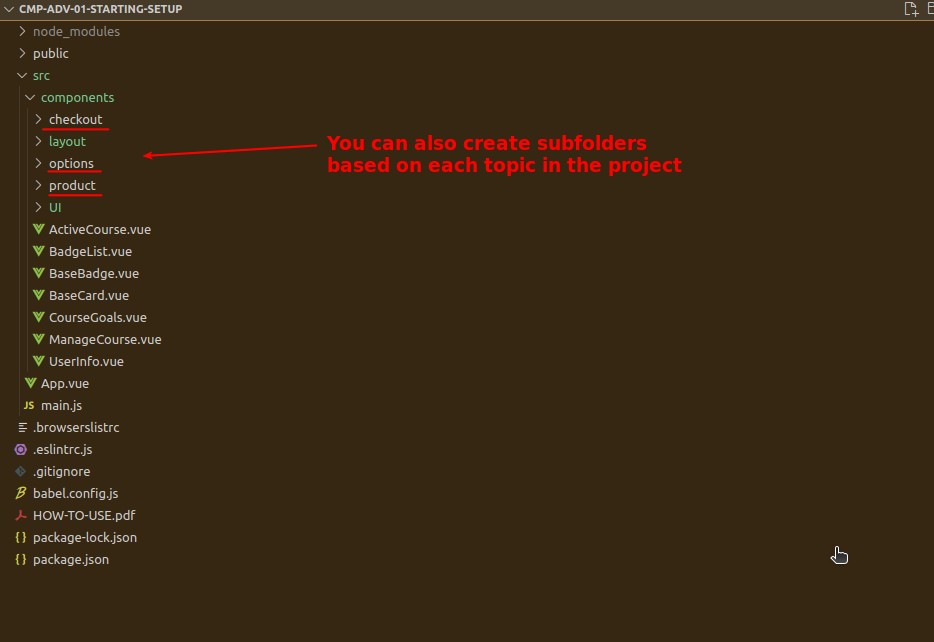 CMP-ADV-01-STARTING-SETUP
node_modules
public
src
components
checkout
layout
You can also create subfolders
based on each topic in the project
options
product
UI
ActiveCourse.vue
BadgeList.vue
BaseBadge.vue
BaseCard.vue
CourseGoals.vue
ManageCourse.vue
UserInfo.vue
App.vue
JS main.js
.browserslistrc
.eslintrc.js
.gitignore
babel.config.js
HOW-TO-USE.pdf
{ } package-lock.json
{ } package.json